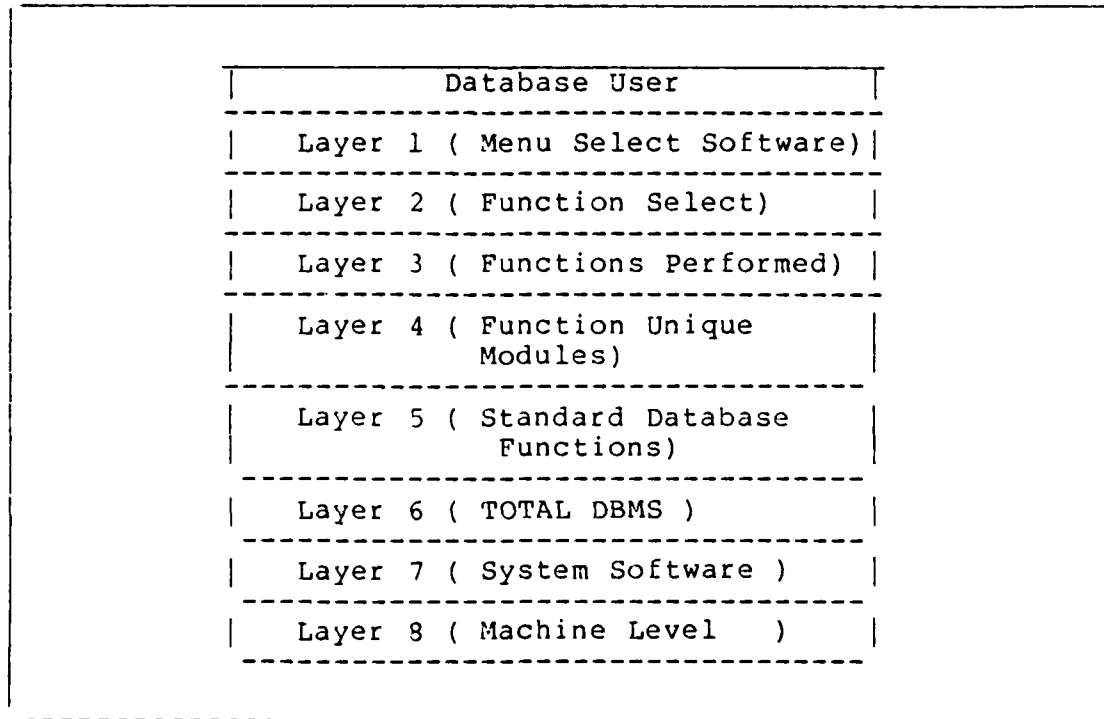 Database User
Layer 1 ( Menu Select Software)
Layer 2 ( Function Select)
Layer 3 ( Functions Performed)
Layer 4 ( Function Unique
Modules)
Layer 5 ( Standard Database
Functions)
Layer 6 ( TOTAL DBMS )
Layer 7 ( System Software )
Layer 8 ( Machine Level )